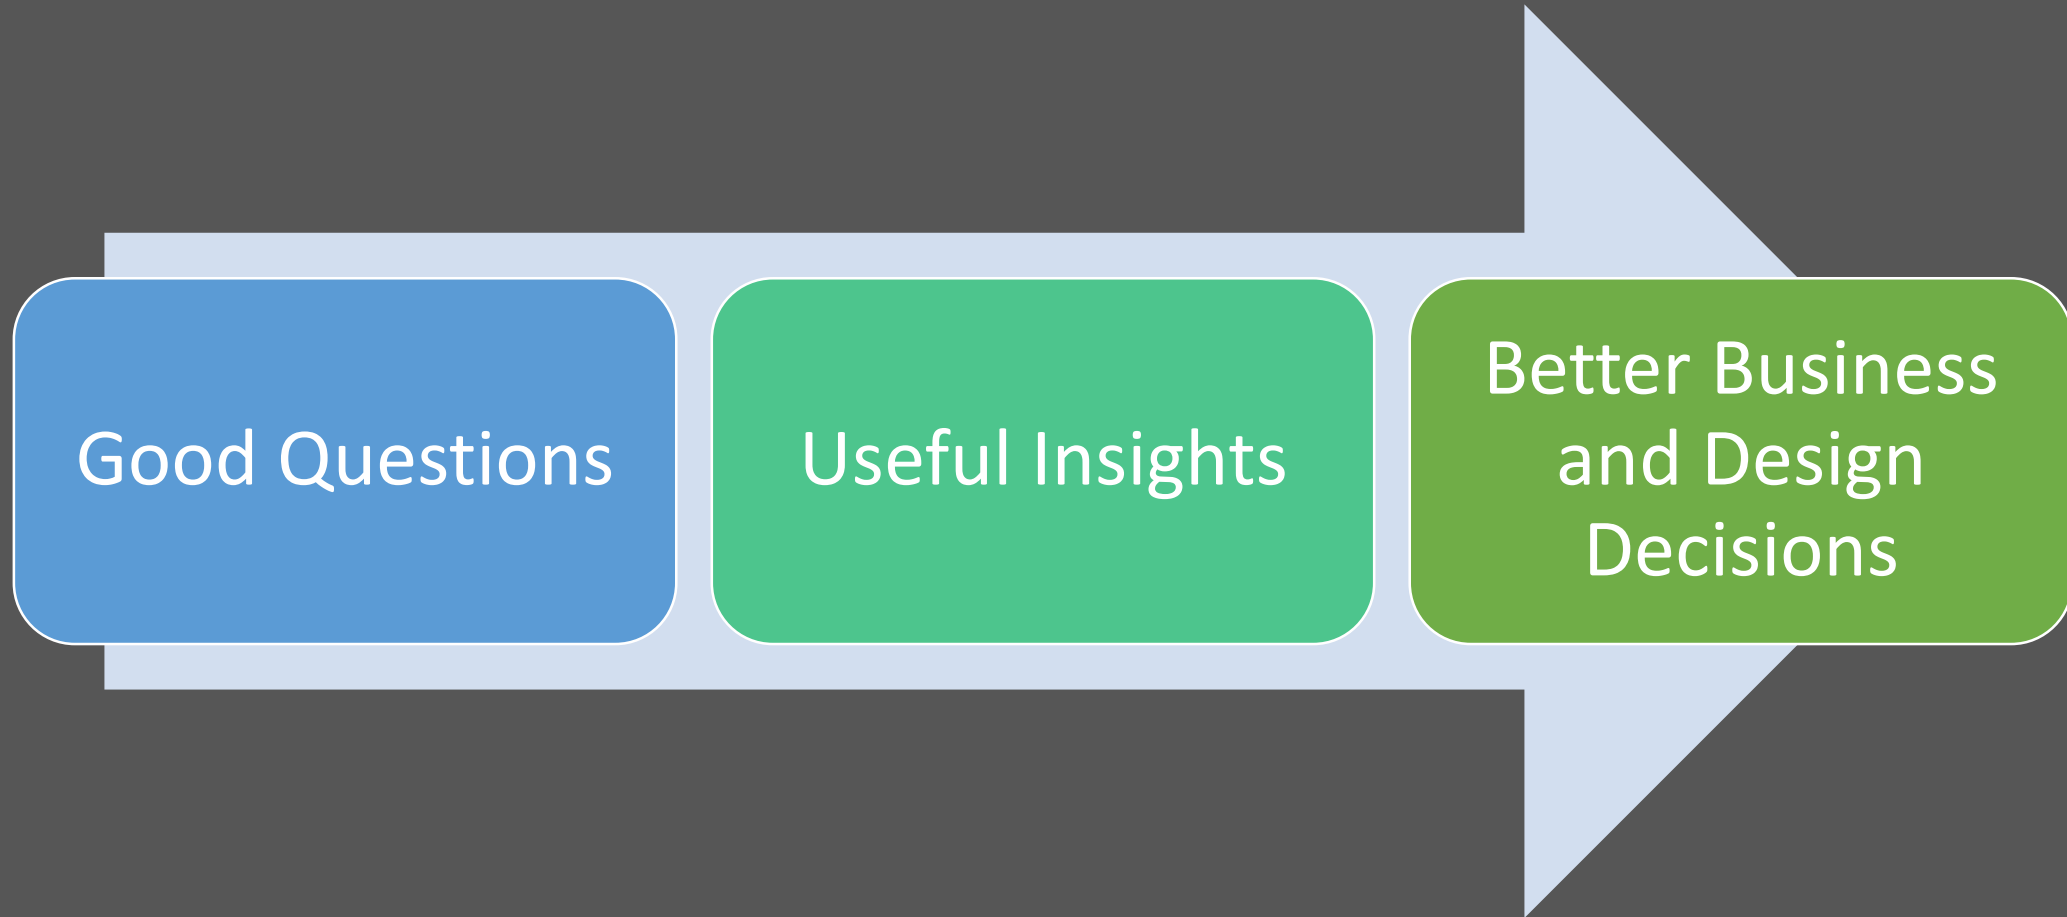 Good Questions
Useful Insights
Better Business
and Design
Decisions